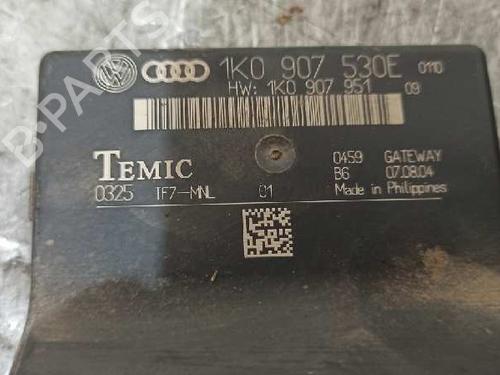 1K0 907 530E 0110
HW: 1K0 907 951 09
TEMIC
0459 GATEWAY
B6 07.08.04
0325 TF7-MNL 01 Made in Philippines
B-PARTS